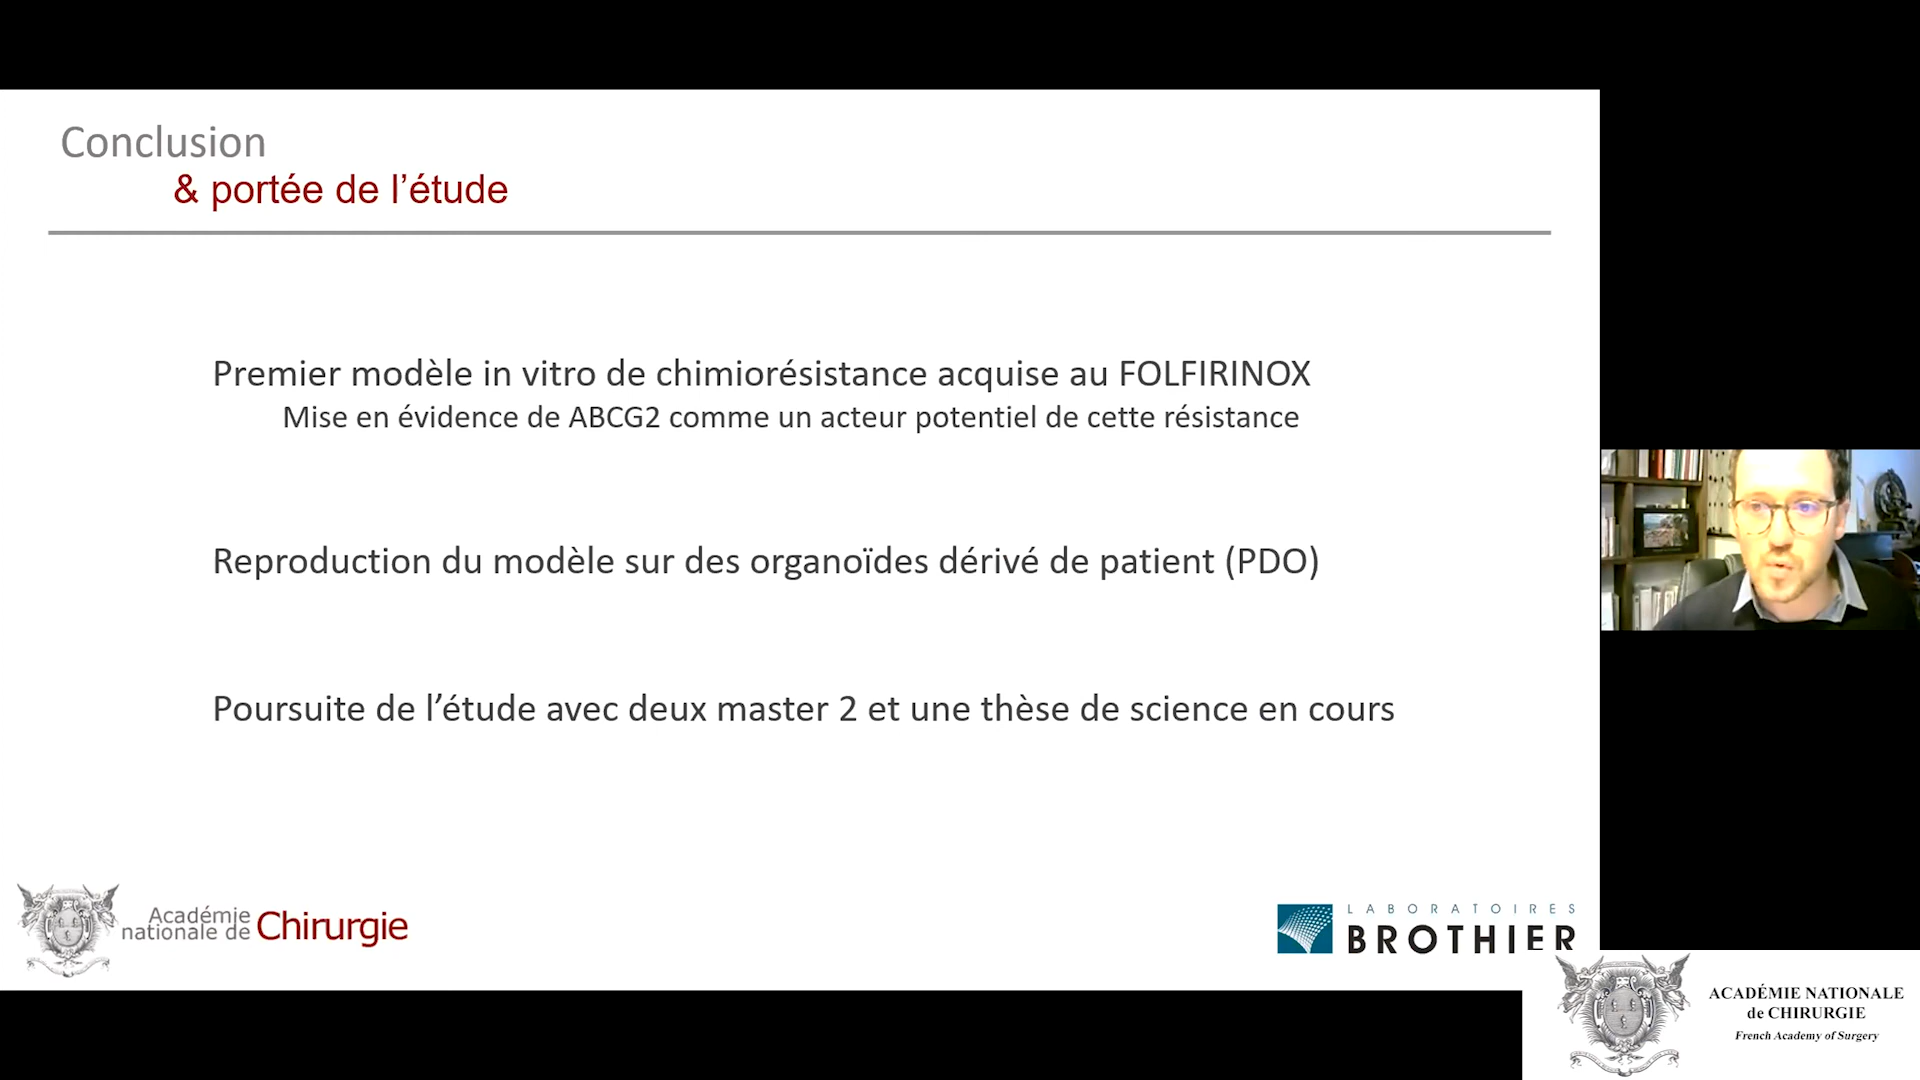 Conclusion
& portée de l’étude
Premier modèle in vitro de chimiorésistance acquise au FOLFIRINOX
Mise en évidence de ABCG2 comme un acteur potentiel de cette résistance
Reproduction du modèle sur des organoïdes dérivé de patient (PDO)
Poursuite de l’étude avec deux master 2 et une thèse de science en cours
Académie
nationale de Chirurgie
LABORATOIRES
BROTHIER
ACADÉMIE NATIONALE
de CHIRURGIE
French Academy of Surgery